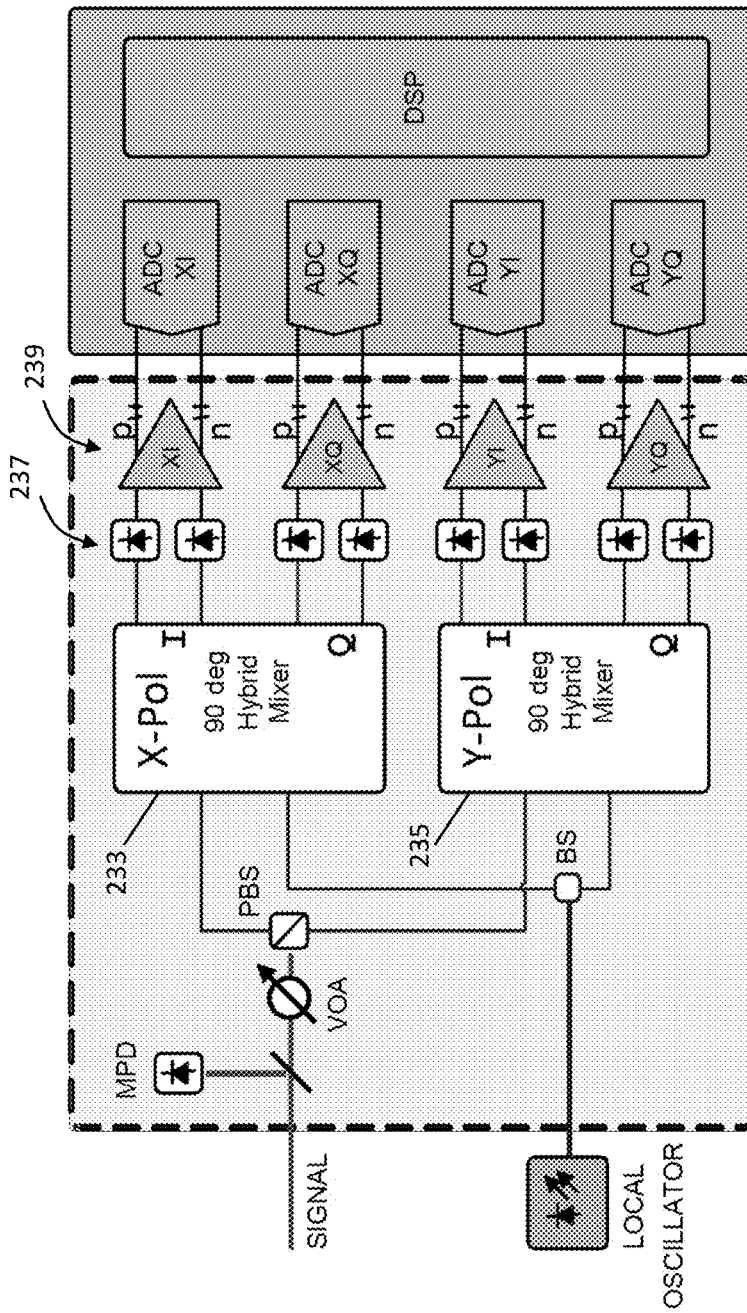 SIGNAL
MPD
VOA
PBS
LOCAL
OSCILLATOR
BS
233
X-Pol
I
90 deg
Hybrid
Mixer
Q
235
Y-Pol
I
90 deg
Hybrid
Mixer
Q
237
239
p
XI
n
p
XQ
n
p
YI
n
p
YQ
n
ADC
XI
ADC
XQ
ADC
YI
ADC
YQ
DSP